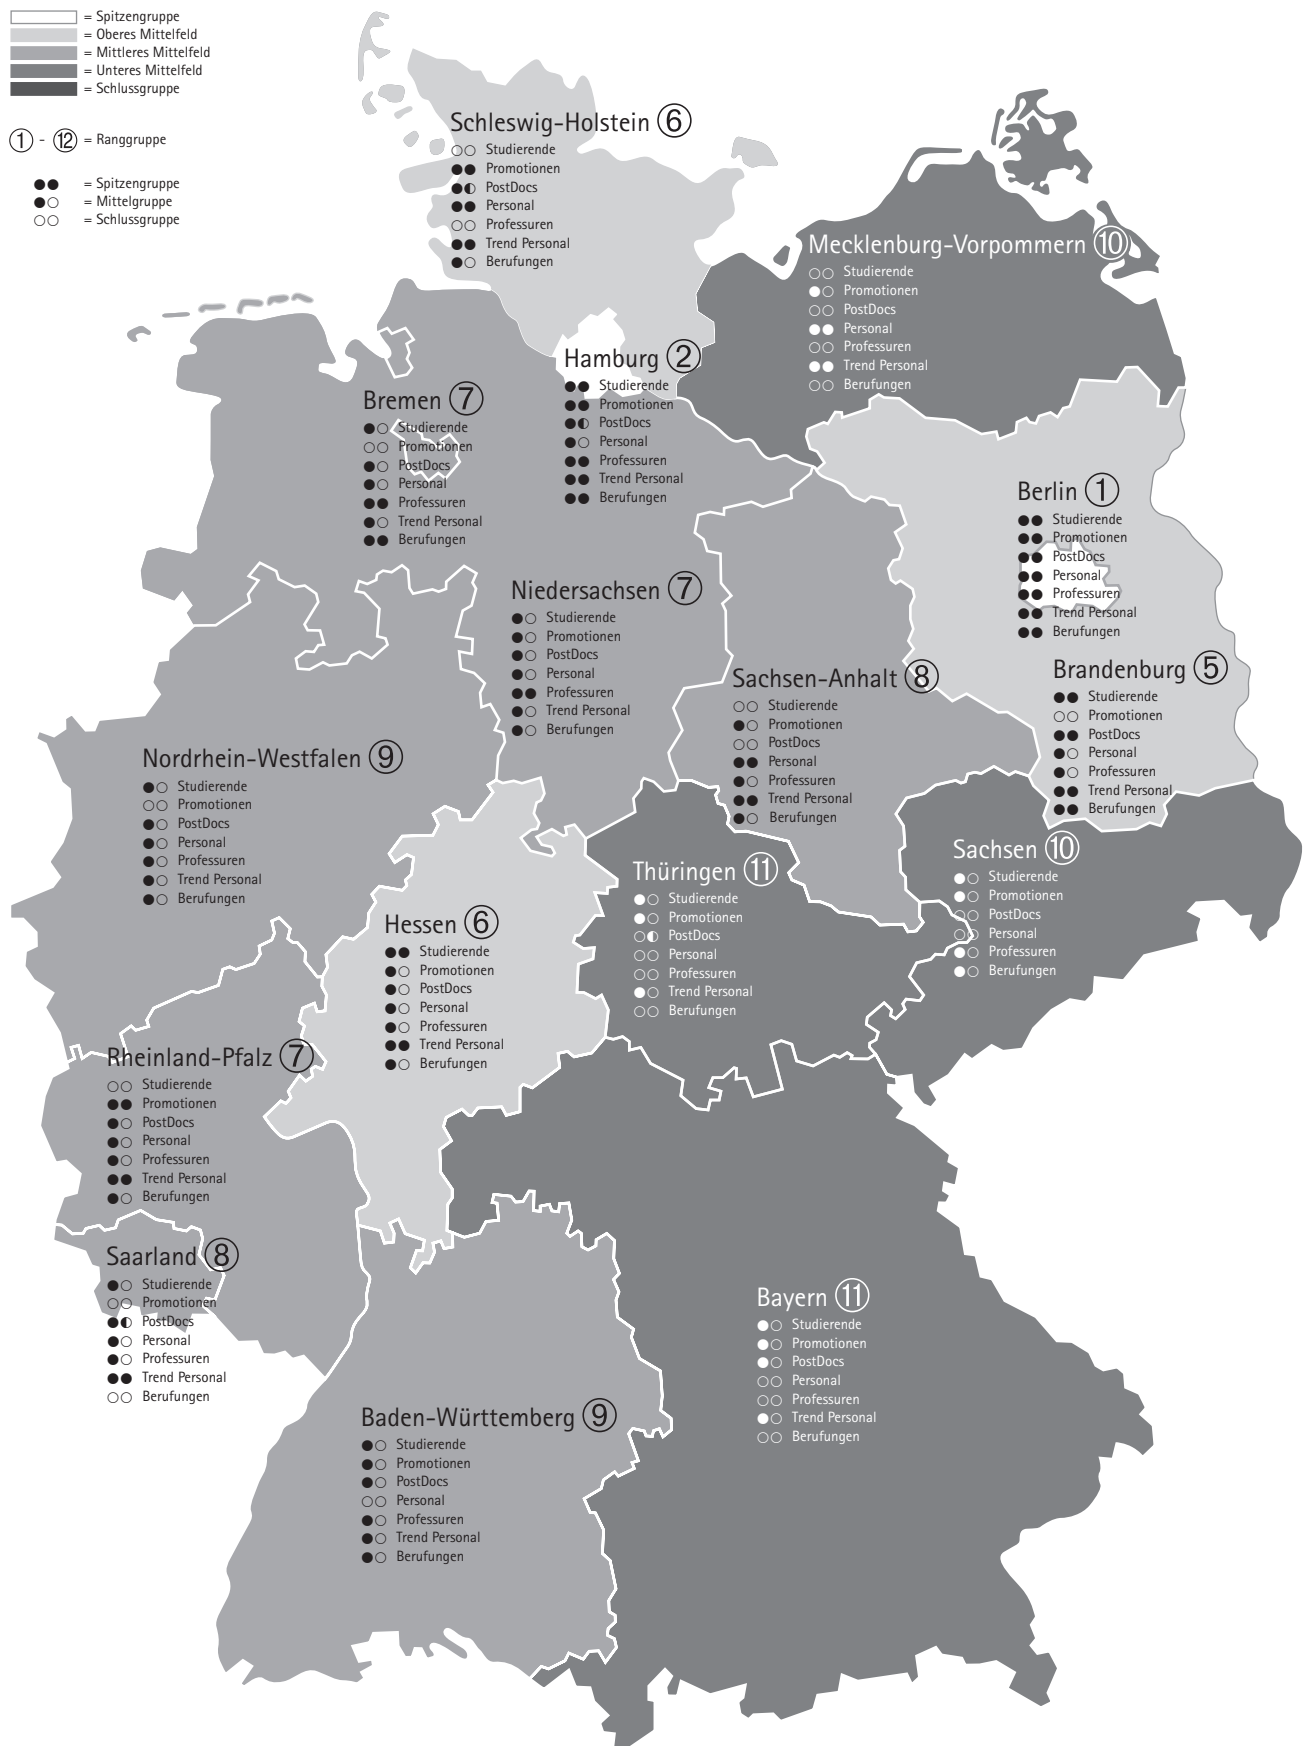 = Spitzengruppe
= Oberes Mittelfeld
= Mittleres Mittelfeld
= Unteres Mittelfeld
= Schlussgruppe
① - ⑫ = Ranggruppe
●● = Spitzengruppe
●○ = Mittelgruppe
○○ = Schlussgruppe
Schleswig-Holstein ⑥
○○ Studierende
●● Promotionen
●◐ PostDocs
●● Personal
○○ Professuren
●● Trend Personal
●○ Berufungen
Mecklenburg-Vorpommern ⑩
○○ Studierende
●○ Promotionen
○○ PostDocs
●● Personal
○○ Professuren
●● Trend Personal
○○ Berufungen
Hamburg ②
●● Studierende
●● Promotionen
●◐ PostDocs
●○ Personal
●● Professuren
●● Trend Personal
●● Berufungen
Bremen ⑦
●○ Studierende
○○ Promotionen
●○ PostDocs
●○ Personal
●● Professuren
●○ Trend Personal
●● Berufungen
Berlin ①
●● Studierende
●● Promotionen
●● PostDocs
●● Personal
●● Professuren
●● Trend Personal
●● Berufungen
Niedersachsen ⑦
●○ Studierende
●○ Promotionen
●○ PostDocs
●○ Personal
●● Professuren
●○ Trend Personal
●○ Berufungen
Brandenburg ⑤
●● Studierende
○○ Promotionen
●● PostDocs
●○ Personal
●○ Professuren
●● Trend Personal
●● Berufungen
Sachsen-Anhalt ⑧
○○ Studierende
●○ Promotionen
○○ PostDocs
●● Personal
●○ Professuren
●● Trend Personal
●○ Berufungen
Nordrhein-Westfalen ⑨
●○ Studierende
○○ Promotionen
●○ PostDocs
●○ Personal
●○ Professuren
●○ Trend Personal
●○ Berufungen
Sachsen ⑩
●○ Studierende
●○ Promotionen
○○ PostDocs
○○ Personal
●○ Professuren
●○ Berufungen
Thüringen ⑪
●○ Studierende
●○ Promotionen
○◐ PostDocs
○○ Personal
○○ Professuren
●○ Trend Personal
○○ Berufungen
Hessen ⑥
●● Studierende
●○ Promotionen
●○ PostDocs
●○ Personal
●○ Professuren
●● Trend Personal
●○ Berufungen
Rheinland-Pfalz ⑦
○○ Studierende
●● Promotionen
●○ PostDocs
●○ Personal
●○ Professuren
●● Trend Personal
●○ Berufungen
Saarland ⑧
●○ Studierende
○○ Promotionen
●◐ PostDocs
●○ Personal
●○ Professuren
●● Trend Personal
○○ Berufungen
Bayern ⑪
●○ Studierende
●○ Promotionen
●○ PostDocs
○○ Personal
○○ Professuren
●○ Trend Personal
○○ Berufungen
Baden-Württemberg ⑨
●○ Studierende
●○ Promotionen
●○ PostDocs
○○ Personal
●○ Professuren
●○ Trend Personal
●○ Berufungen